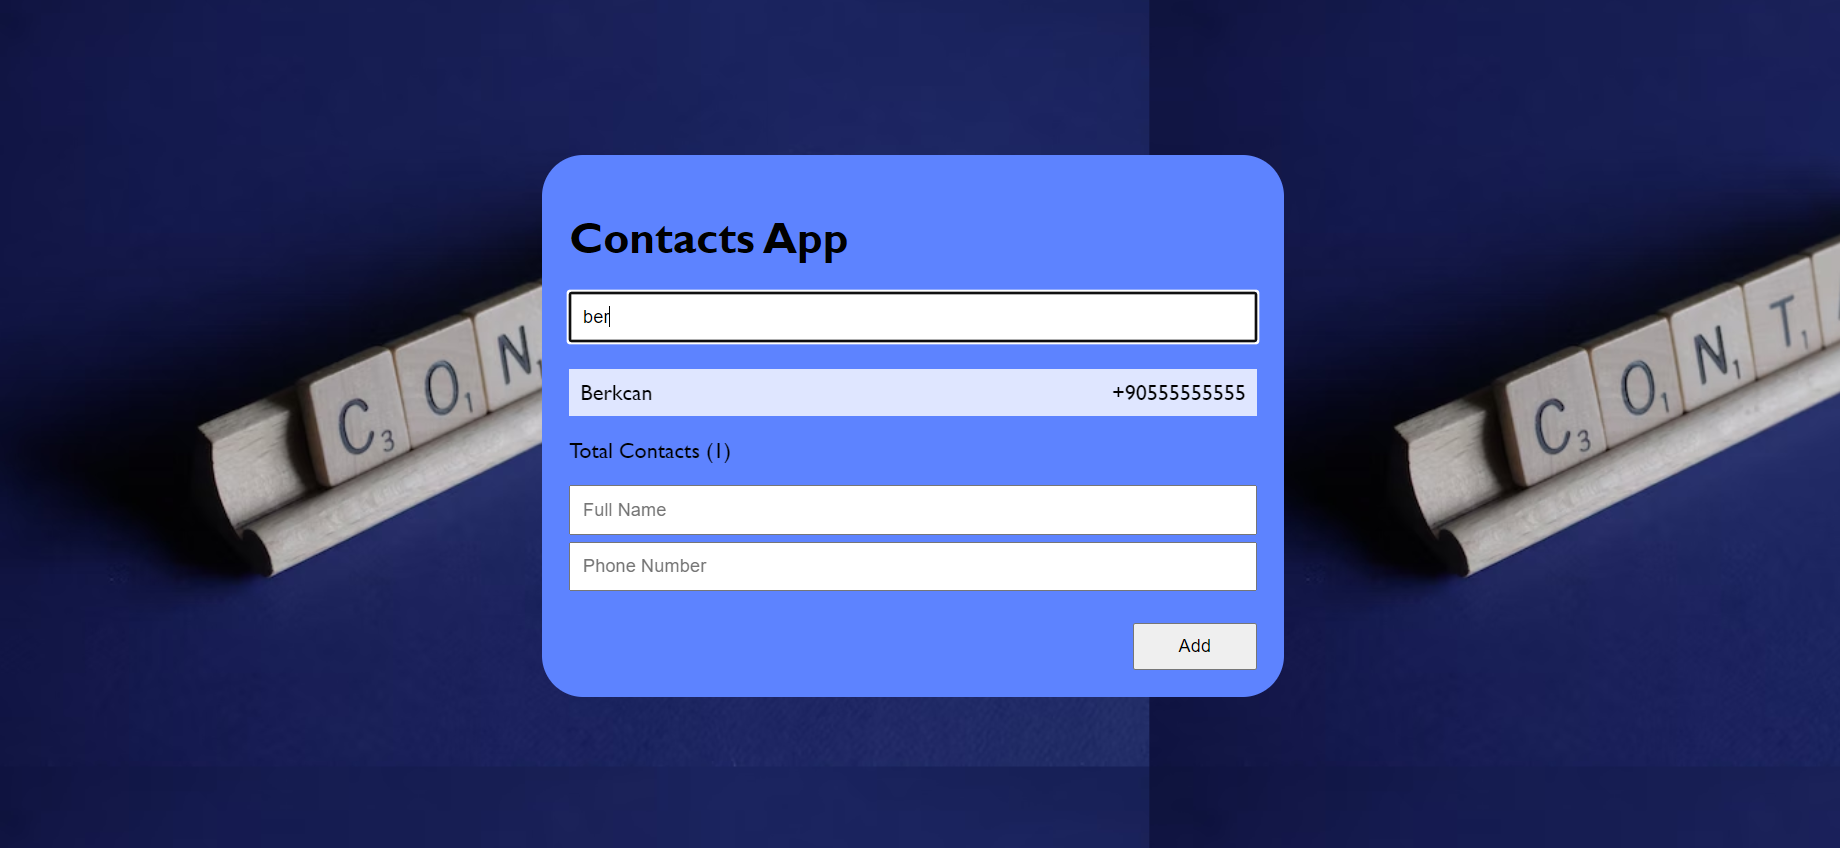 Contacts App
ber
Berkcan +90555555555
Total Contacts (1)
Full Name
Phone Number
Add
C3 O1 N1
C3 O1 N1 T1